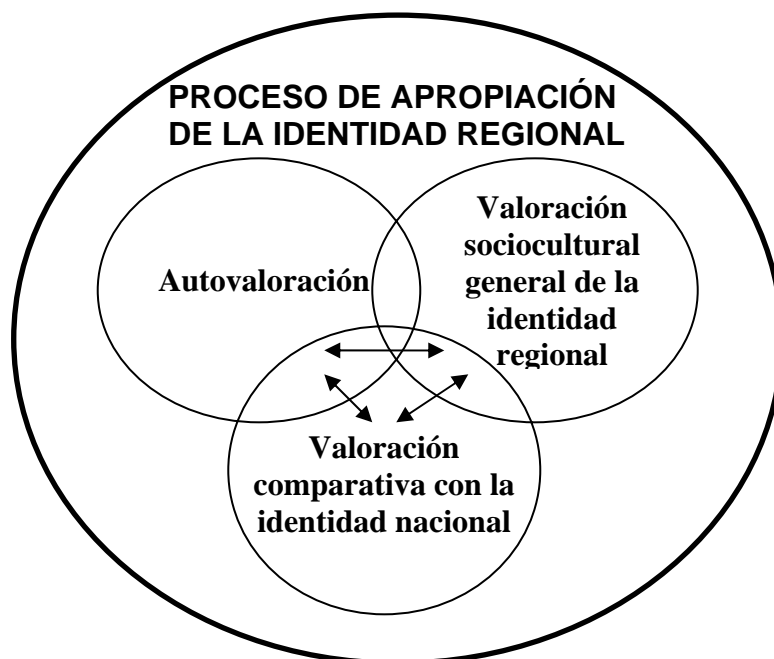 PROCESO DE APROPIACIÓN
DE LA IDENTIDAD REGIONAL
Autovaloración
Valoración
sociocultural
general de la
identidad
regional
Valoración
comparativa con la
identidad nacional